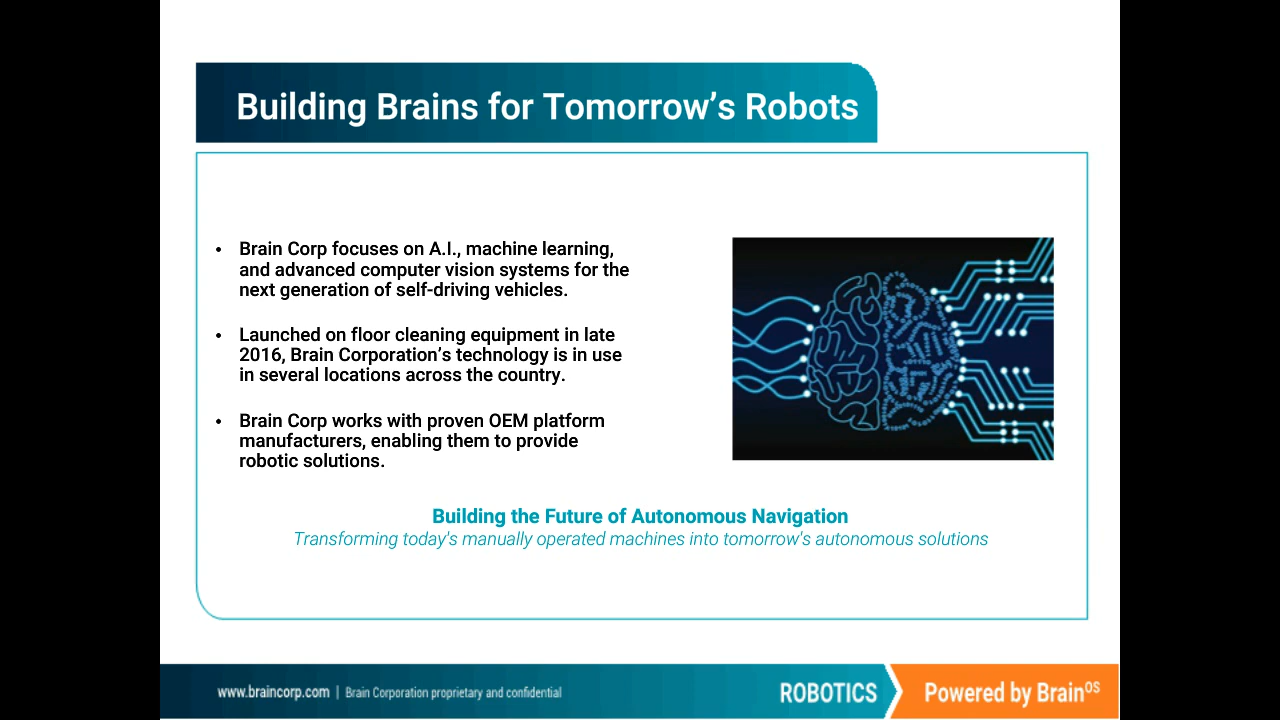 Building Brains for Tomorrow’s Robots
• Brain Corp focuses on A.I., machine learning,
and advanced computer vision systems for the
next generation of self-driving vehicles.
• Launched on floor cleaning equipment in late
2016, Brain Corporation’s technology is in use
in several locations across the country.
• Brain Corp works with proven OEM platform
manufacturers, enabling them to provide
robotic solutions.
Building the Future of Autonomous Navigation
Transforming today's manually operated machines into tomorrow's autonomous solutions
www.braincorp.com | Brain Corporation proprietary and confidential
ROBOTICS
Powered by BrainOS